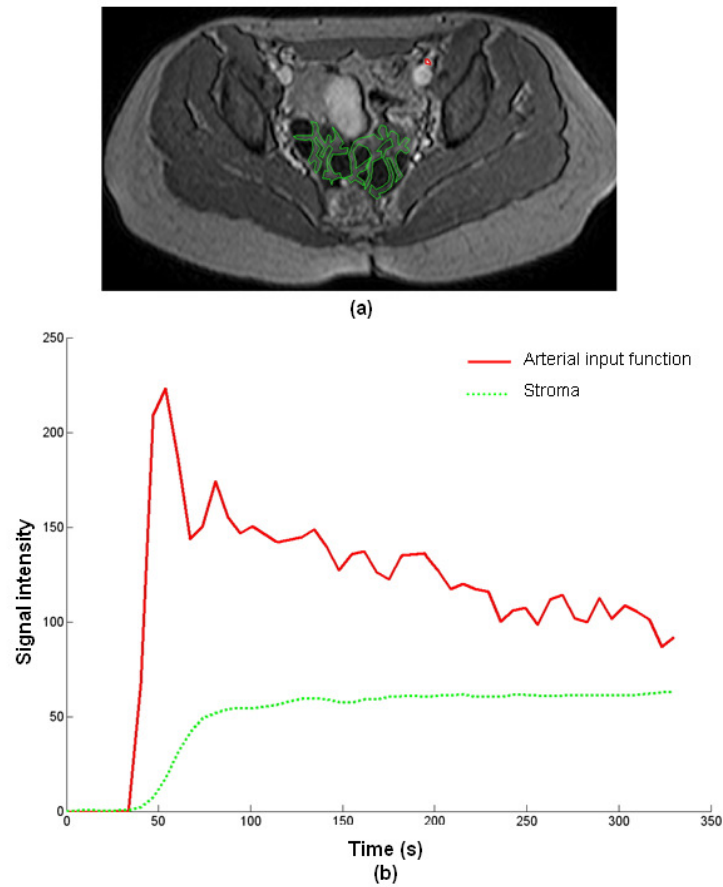 (a)
250
200
150
100
50
0
Signal intensity
Arterial input function
Stroma
0 50 100 150 200 250 300 350
Time (s)
(b)